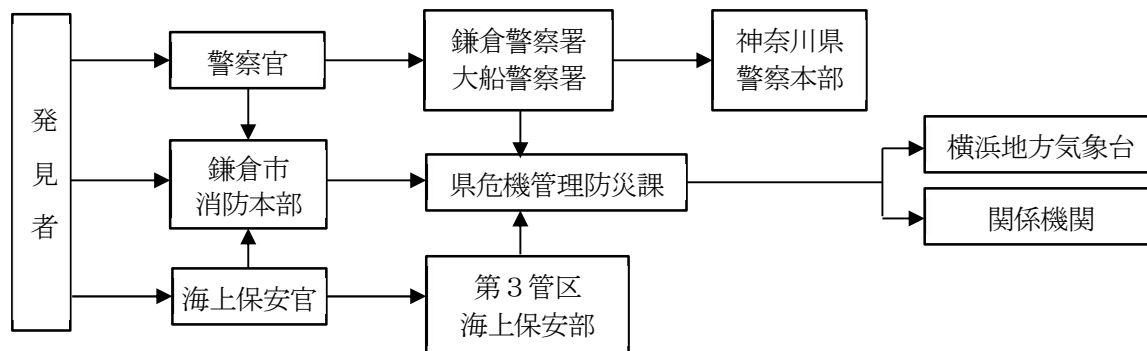 発見者
警察官
鎌倉警察署
大船警察署
神奈川県
警察本部
鎌倉市
消防本部
県危機管理防災課
横浜地方気象台
関係機関
海上保安官
第３管区
海上保安部